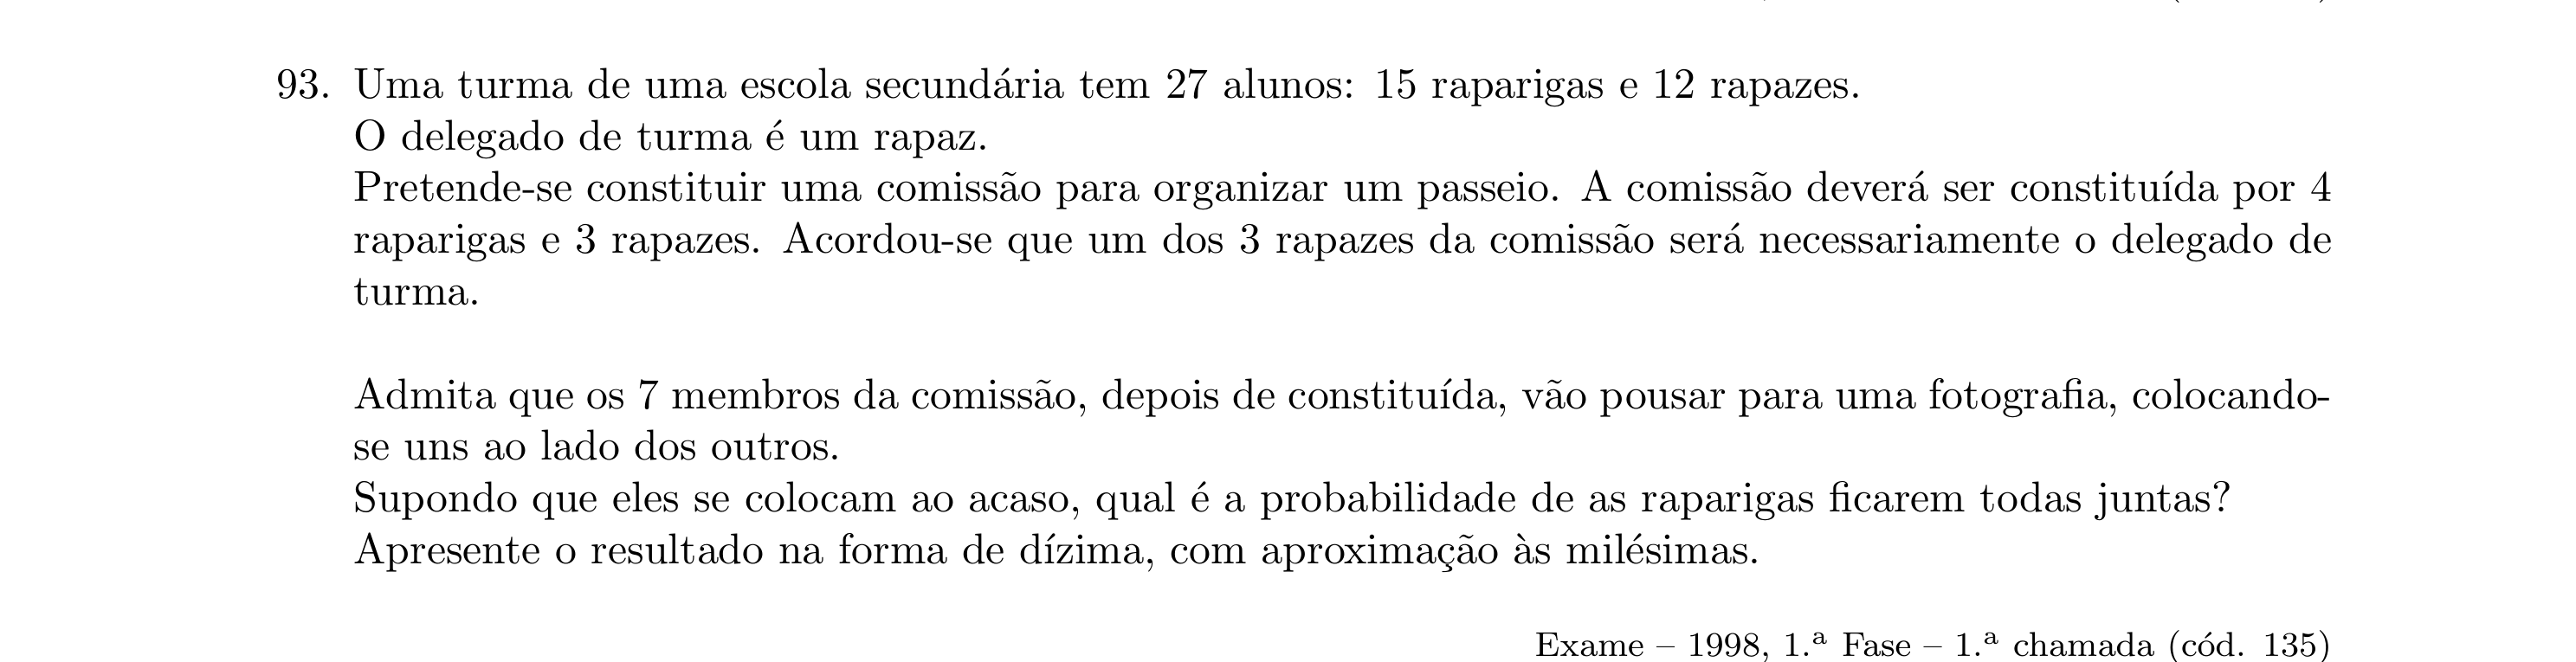 93. Uma turma de uma escola secundária tem 27 alunos: 15 raparigas e 12 rapazes.
O delegado de turma é um rapaz.
Pretende-se constituir uma comissão para organizar um passeio. A comissão deverá ser constituída por 4
raparigas e 3 rapazes. Acordou-se que um dos 3 rapazes da comissão será necessariamente o delegado de
turma.
Admita que os 7 membros da comissão, depois de constituída, vão pousar para uma fotografia, colocando-
se uns ao lado dos outros.
Supondo que eles se colocam ao acaso, qual é a probabilidade de as raparigas ficarem todas juntas?
Apresente o resultado na forma de dízima, com aproximação às milésimas.
Exame – 1998, 1.ª Fase – 1.ª chamada (cód. 135)